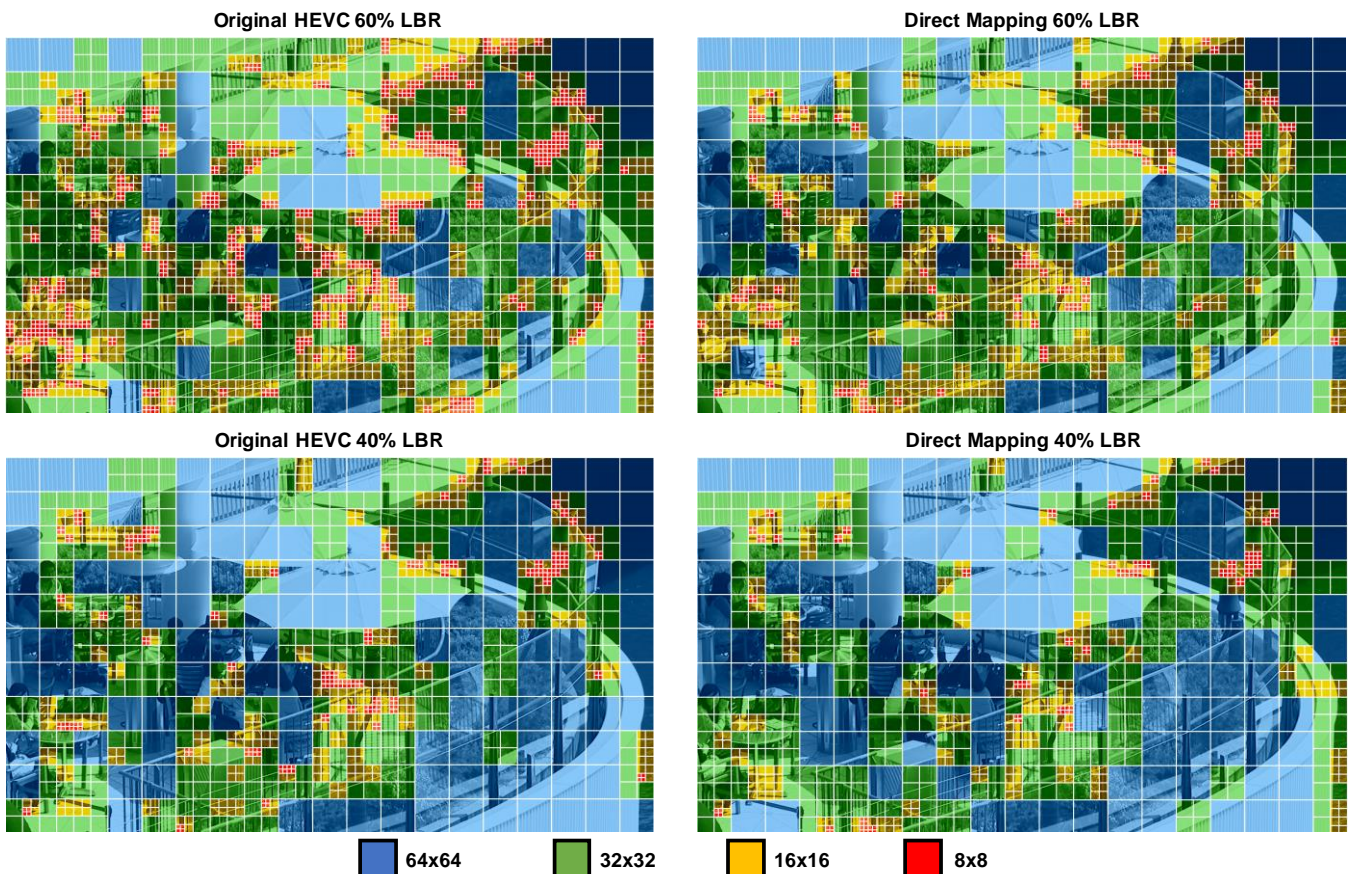 Original HEVC 60% LBR
Direct Mapping 60% LBR
Original HEVC 40% LBR
Direct Mapping 40% LBR
64x64
32x32
16x16
8x8